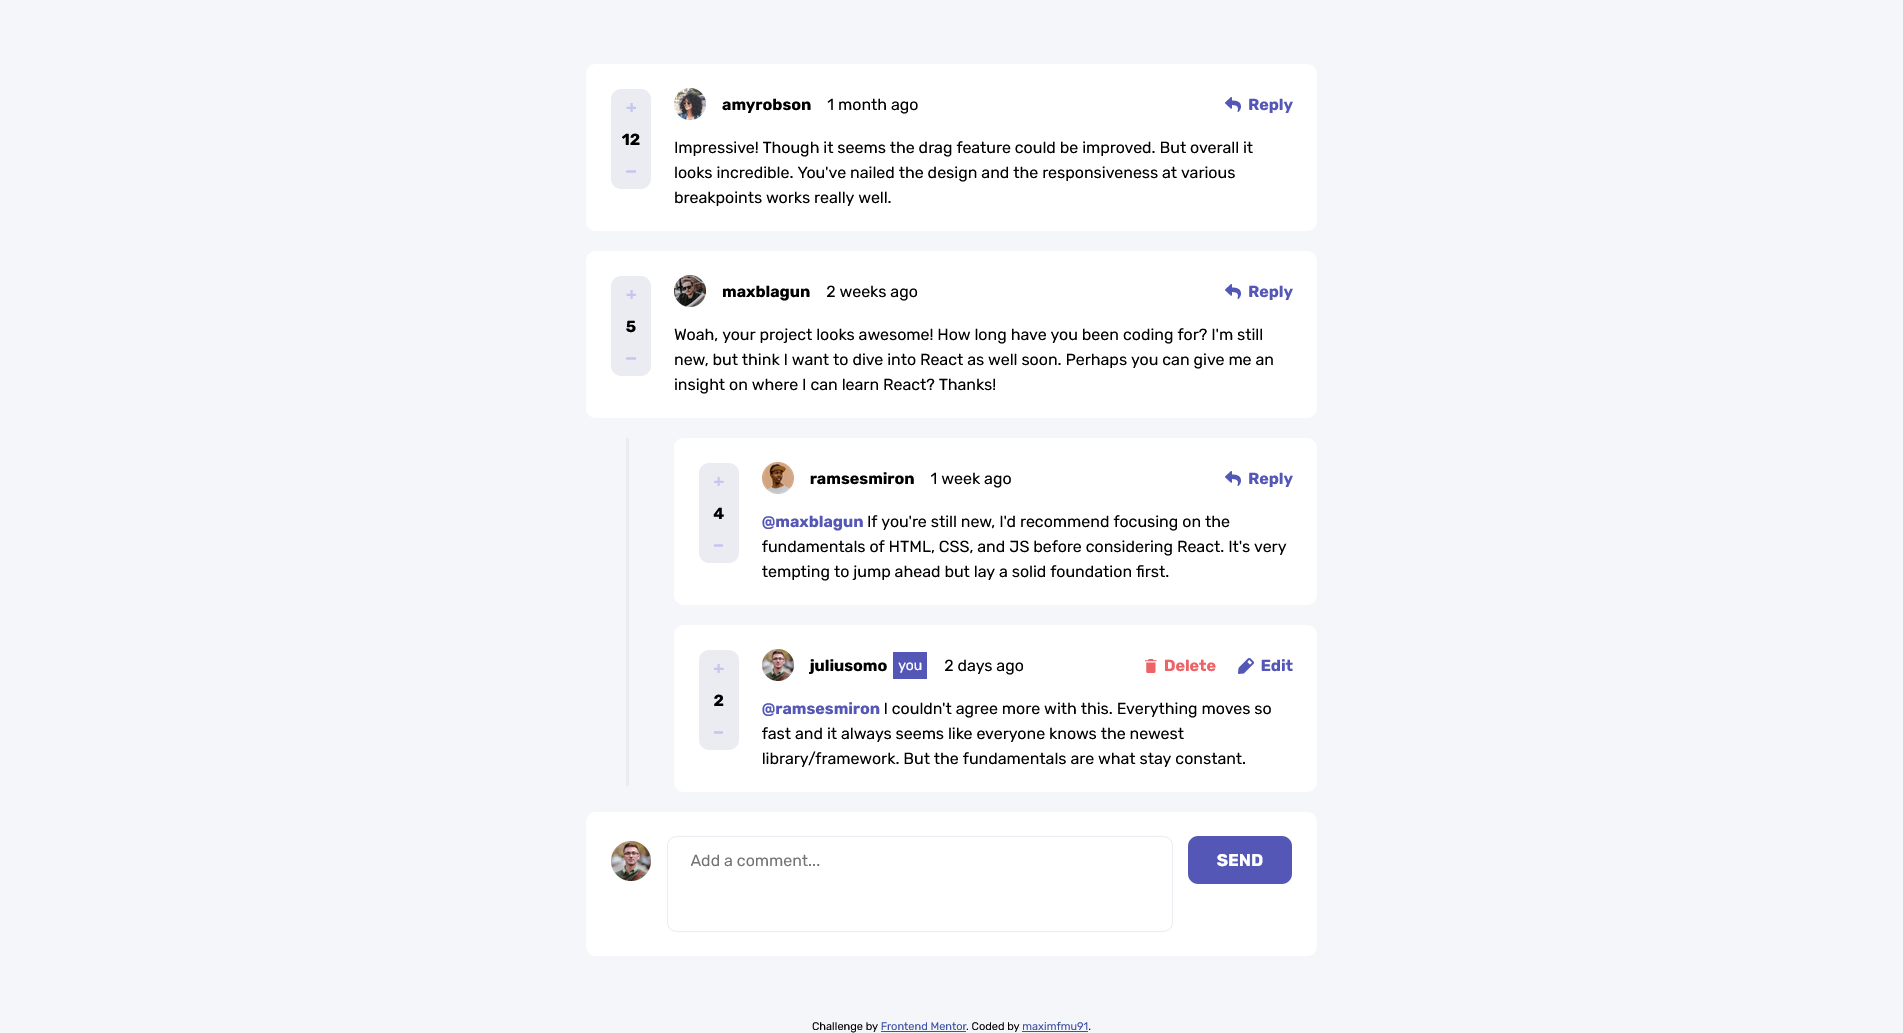 +
12
–
amyrobson 1 month ago Reply
Impressive! Though it seems the drag feature could be improved. But overall it
looks incredible. You've nailed the design and the responsiveness at various
breakpoints works really well.
+
5
–
maxblagun 2 weeks ago Reply
Woah, your project looks awesome! How long have you been coding for? I'm still
new, but think I want to dive into React as well soon. Perhaps you can give me an
insight on where I can learn React? Thanks!
+
4
–
ramsesmiron 1 week ago Reply
@maxblagun If you're still new, I'd recommend focusing on the
fundamentals of HTML, CSS, and JS before considering React. It's very
tempting to jump ahead but lay a solid foundation first.
+
2
–
juliusomo you 2 days ago Delete Edit
@ramsesmiron I couldn't agree more with this. Everything moves so
fast and it always seems like everyone knows the newest
library/framework. But the fundamentals are what stay constant.
Add a comment...
SEND
Challenge by Frontend Mentor. Coded by maximfmu91.